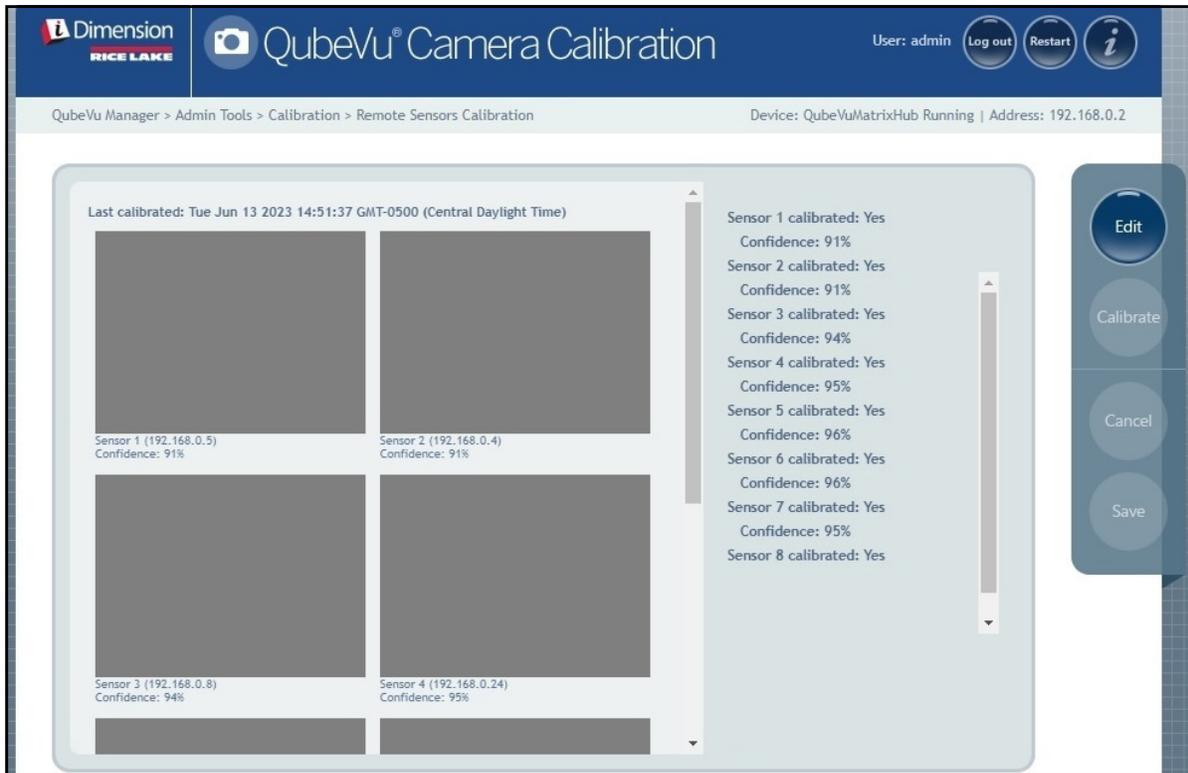 i Dimension
RICE LAKE
QubeVu® Camera Calibration
User: admin
Log out
Restart
i
QubeVu Manager > Admin Tools > Calibration > Remote Sensors Calibration
Device: QubeVuMatrixHub Running | Address: 192.168.0.2
Last calibrated: Tue Jun 13 2023 14:51:37 GMT-0500 (Central Daylight Time)
Sensor 1 (192.168.0.5)
Confidence: 91%
Sensor 2 (192.168.0.4)
Confidence: 91%
Sensor 3 (192.168.0.8)
Confidence: 94%
Sensor 4 (192.168.0.24)
Confidence: 95%
Sensor 1 calibrated: Yes
Confidence: 91%
Sensor 2 calibrated: Yes
Confidence: 91%
Sensor 3 calibrated: Yes
Confidence: 94%
Sensor 4 calibrated: Yes
Confidence: 95%
Sensor 5 calibrated: Yes
Confidence: 96%
Sensor 6 calibrated: Yes
Confidence: 96%
Sensor 7 calibrated: Yes
Confidence: 95%
Sensor 8 calibrated: Yes
Edit
Calibrate
Cancel
Save